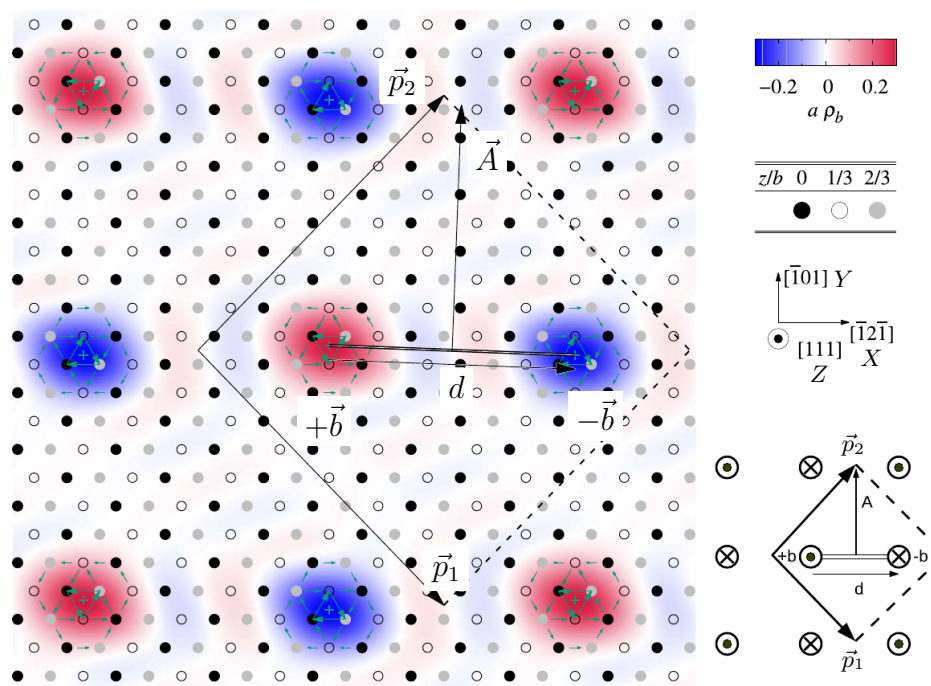 p⃗₂
A⃗
d
+b⃗
−b⃗
p⃗₁
−0.2 0 0.2
a ρ_b
z/b 0 1/3 2/3
[1̅01] Y
[111] [1̅21̅]
Z X
p⃗₂
A
+b -b
d
p⃗₁